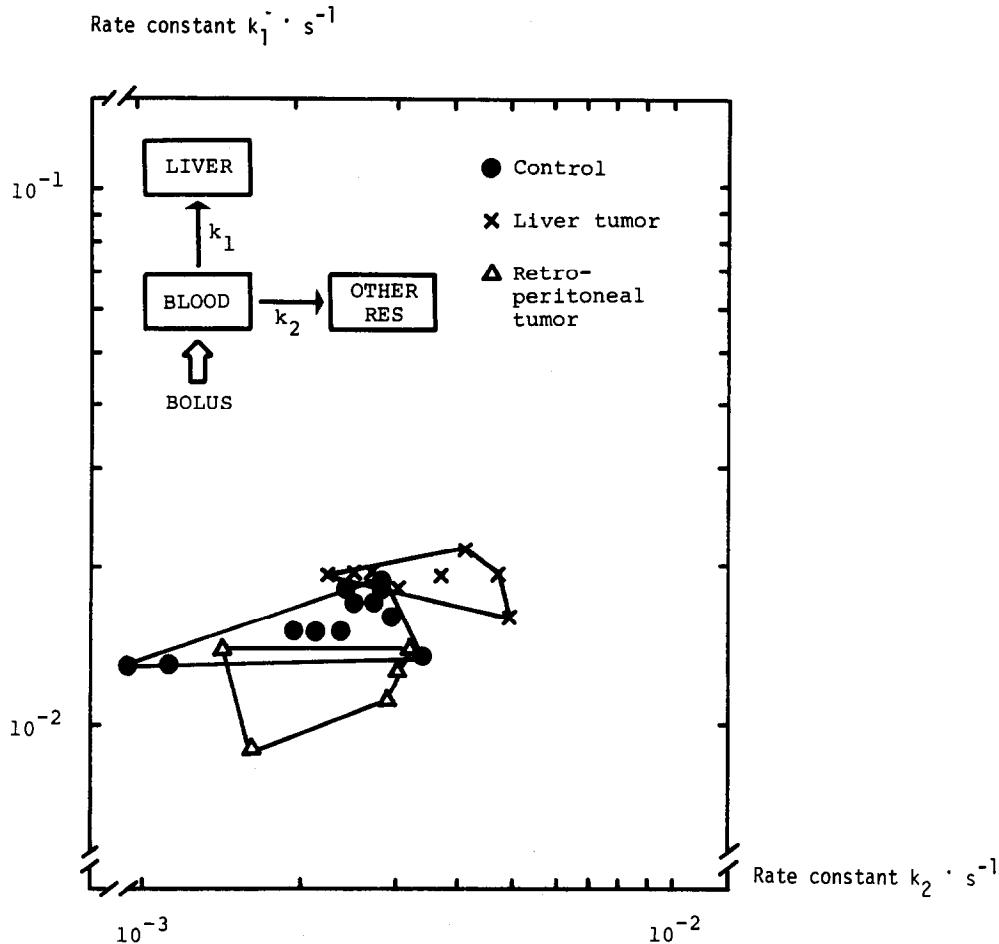 Rate constant k₁ · s⁻¹
10⁻¹
10⁻²
LIVER
k₁
BLOOD
k₂
OTHER
RES
BOLUS
Control
Liver tumor
Retro-
peritoneal
tumor
Rate constant k₂ · s⁻¹
10⁻³
10⁻²